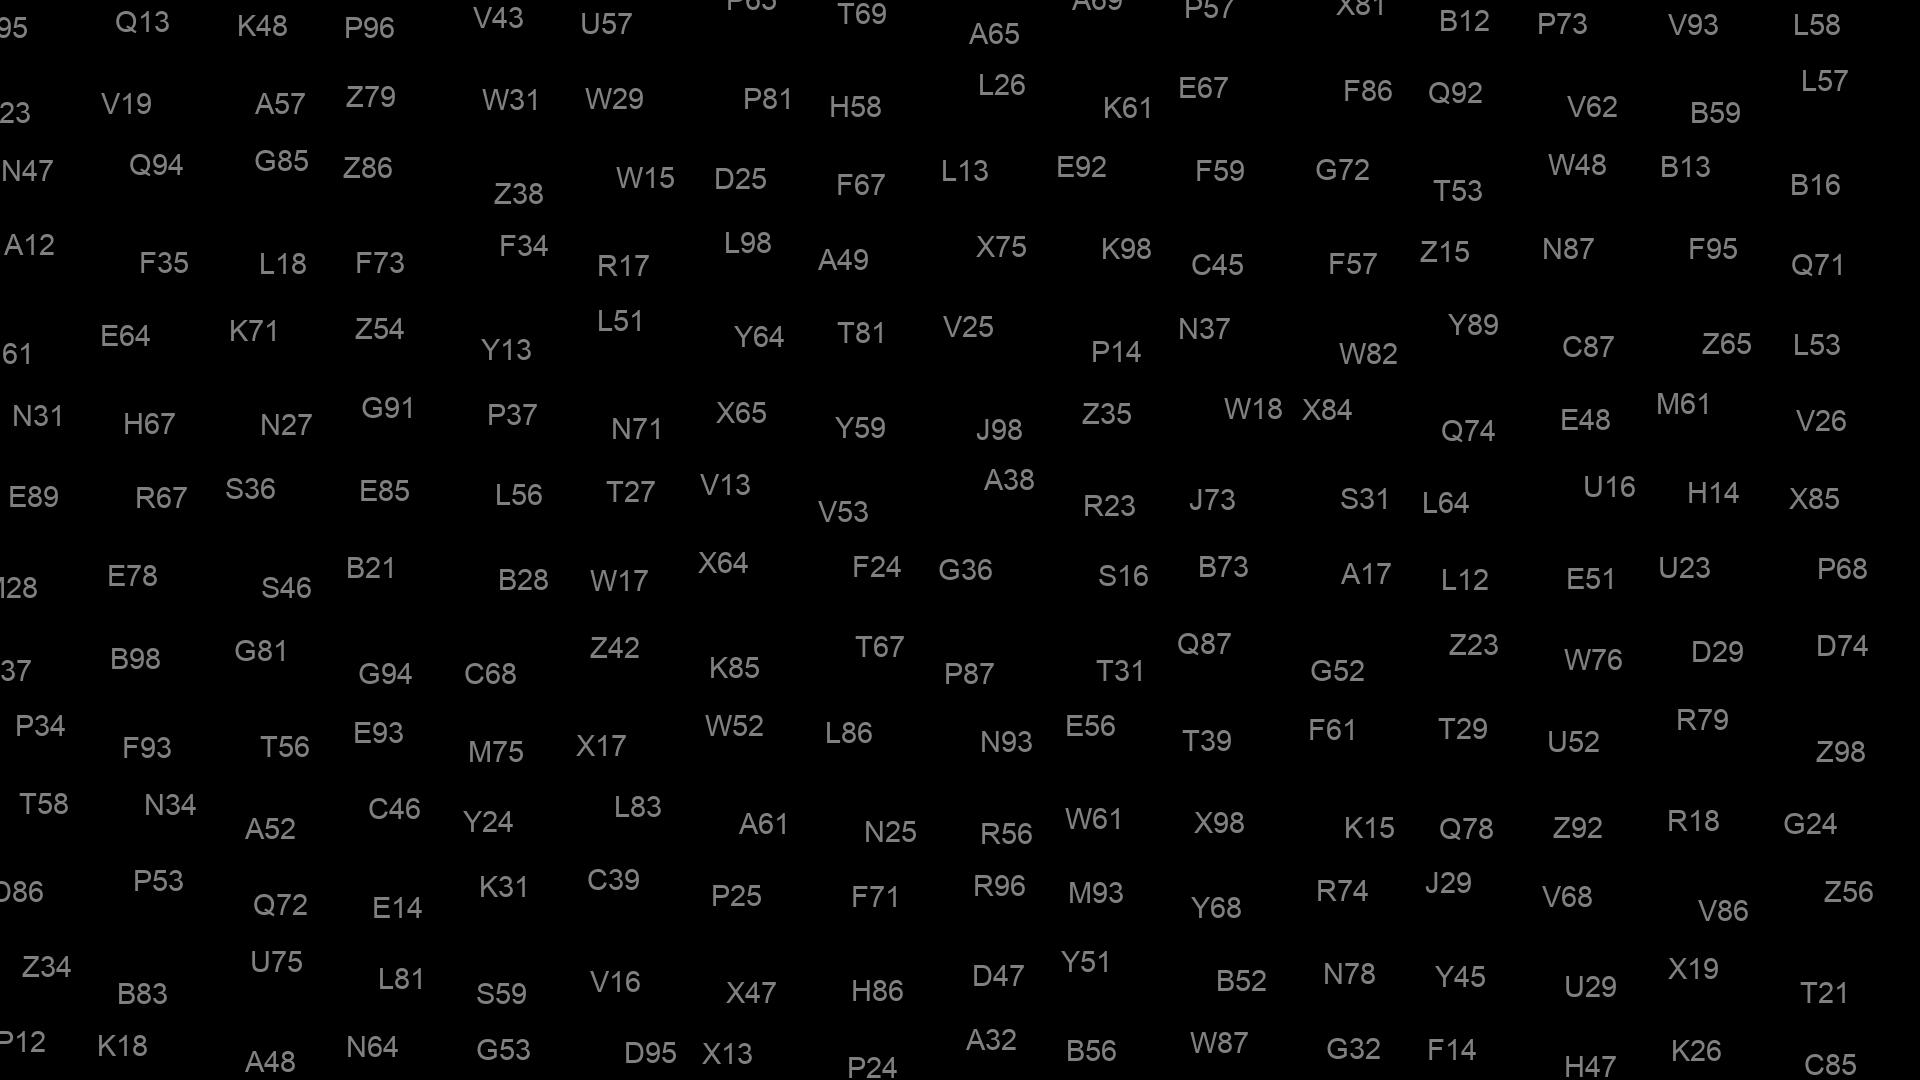 95 Q13 K48 P96 V43 U57 P65 T69 A65 A69 P57 X81 B12 P73 V93 L58
23 V19 A57 Z79 W31 W29 P81 H58 L26 K61 E67 F86 Q92 V62 B59 L57
N47 Q94 G85 Z86 Z38 W15 D25 F67 L13 E92 F59 G72 T53 W48 B13 B16
A12 F35 L18 F73 F34 R17 L98 A49 X75 K98 C45 F57 Z15 N87 F95 Q71
61 E64 K71 Z54 Y13 L51 Y64 T81 V25 P14 N37 W82 Y89 C87 Z65 L53
N31 H67 N27 G91 P37 N71 X65 Y59 J98 Z35 W18 X84 Q74 E48 M61 V26
E89 R67 S36 E85 L56 T27 V13 V53 A38 R23 J73 S31 L64 U16 H14 X85
28 E78 S46 B21 B28 W17 X64 F24 G36 S16 B73 A17 L12 E51 U23 P68
37 B98 G81 G94 C68 Z42 K85 T67 P87 T31 Q87 G52 Z23 W76 D29 D74
P34 F93 T56 E93 M75 X17 W52 L86 N93 E56 T39 F61 T29 U52 R79 Z98
T58 N34 A52 C46 Y24 L83 A61 N25 R56 W61 X98 K15 Q78 Z92 R18 G24
86 P53 Q72 E14 K31 C39 P25 F71 R96 M93 Y68 R74 J29 V68 V86 Z56
Z34 B83 U75 L81 S59 V16 X47 H86 D47 Y51 B52 N78 Y45 U29 X19 T21
P12 K18 A48 N64 G53 D95 X13 P24 A32 B56 W87 G32 F14 H47 K26 C85